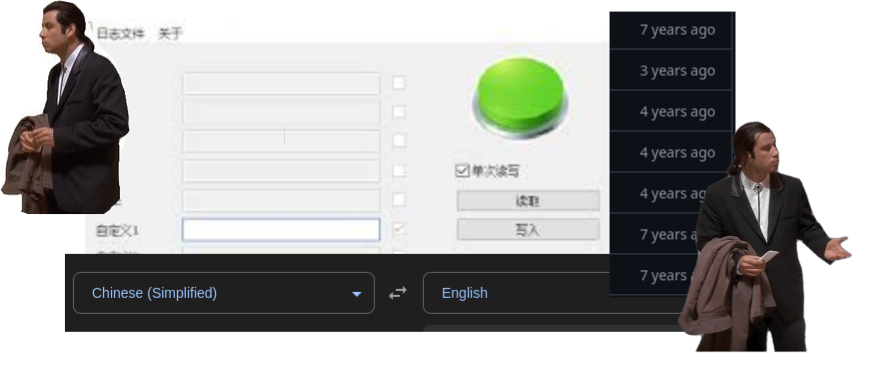 日志文件 关于
7 years ago
3 years ago
4 years ago
4 years ago
4 years ago
7 years a
7 years
单次读写
读取
写入
自定义1
Chinese (Simplified)
English